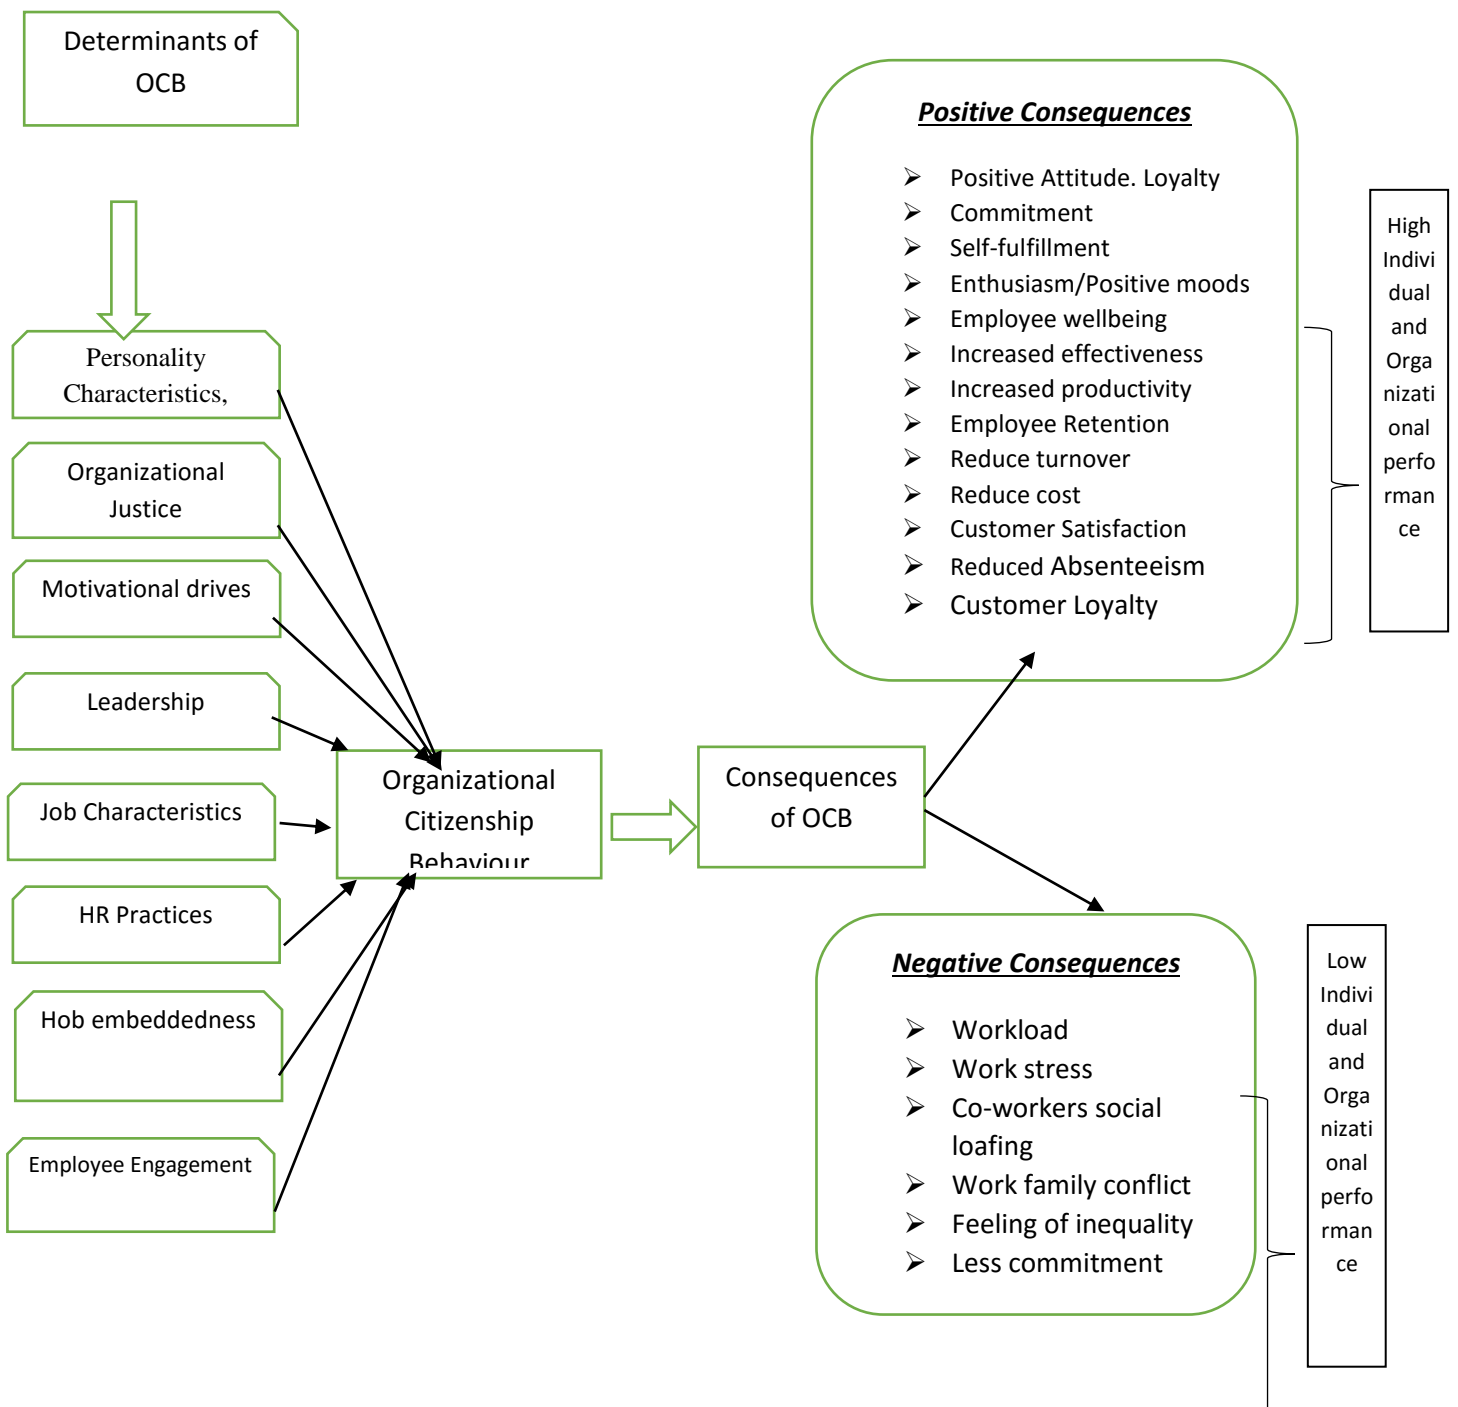 Determinants of
OCB
Personality
Characteristics,
Organizational
Justice
Motivational drives
Leadership
Job Characteristics
HR Practices
Hob embeddedness
Employee Engagement
Organizational
Citizenship
Behaviour
Consequences
of OCB
Positive Consequences
➢ Positive Attitude. Loyalty
➢ Commitment
➢ Self-fulfillment
➢ Enthusiasm/Positive moods
➢ Employee wellbeing
➢ Increased effectiveness
➢ Increased productivity
➢ Employee Retention
➢ Reduce turnover
➢ Reduce cost
➢ Customer Satisfaction
➢ Reduced Absenteeism
➢ Customer Loyalty
High
Indivi
dual
and
Orga
nizati
onal
perfo
rman
ce
Negative Consequences
➢ Workload
➢ Work stress
➢ Co-workers social
loafing
➢ Work family conflict
➢ Feeling of inequality
➢ Less commitment
Low
Indivi
dual
and
Orga
nizati
onal
perfo
rman
ce